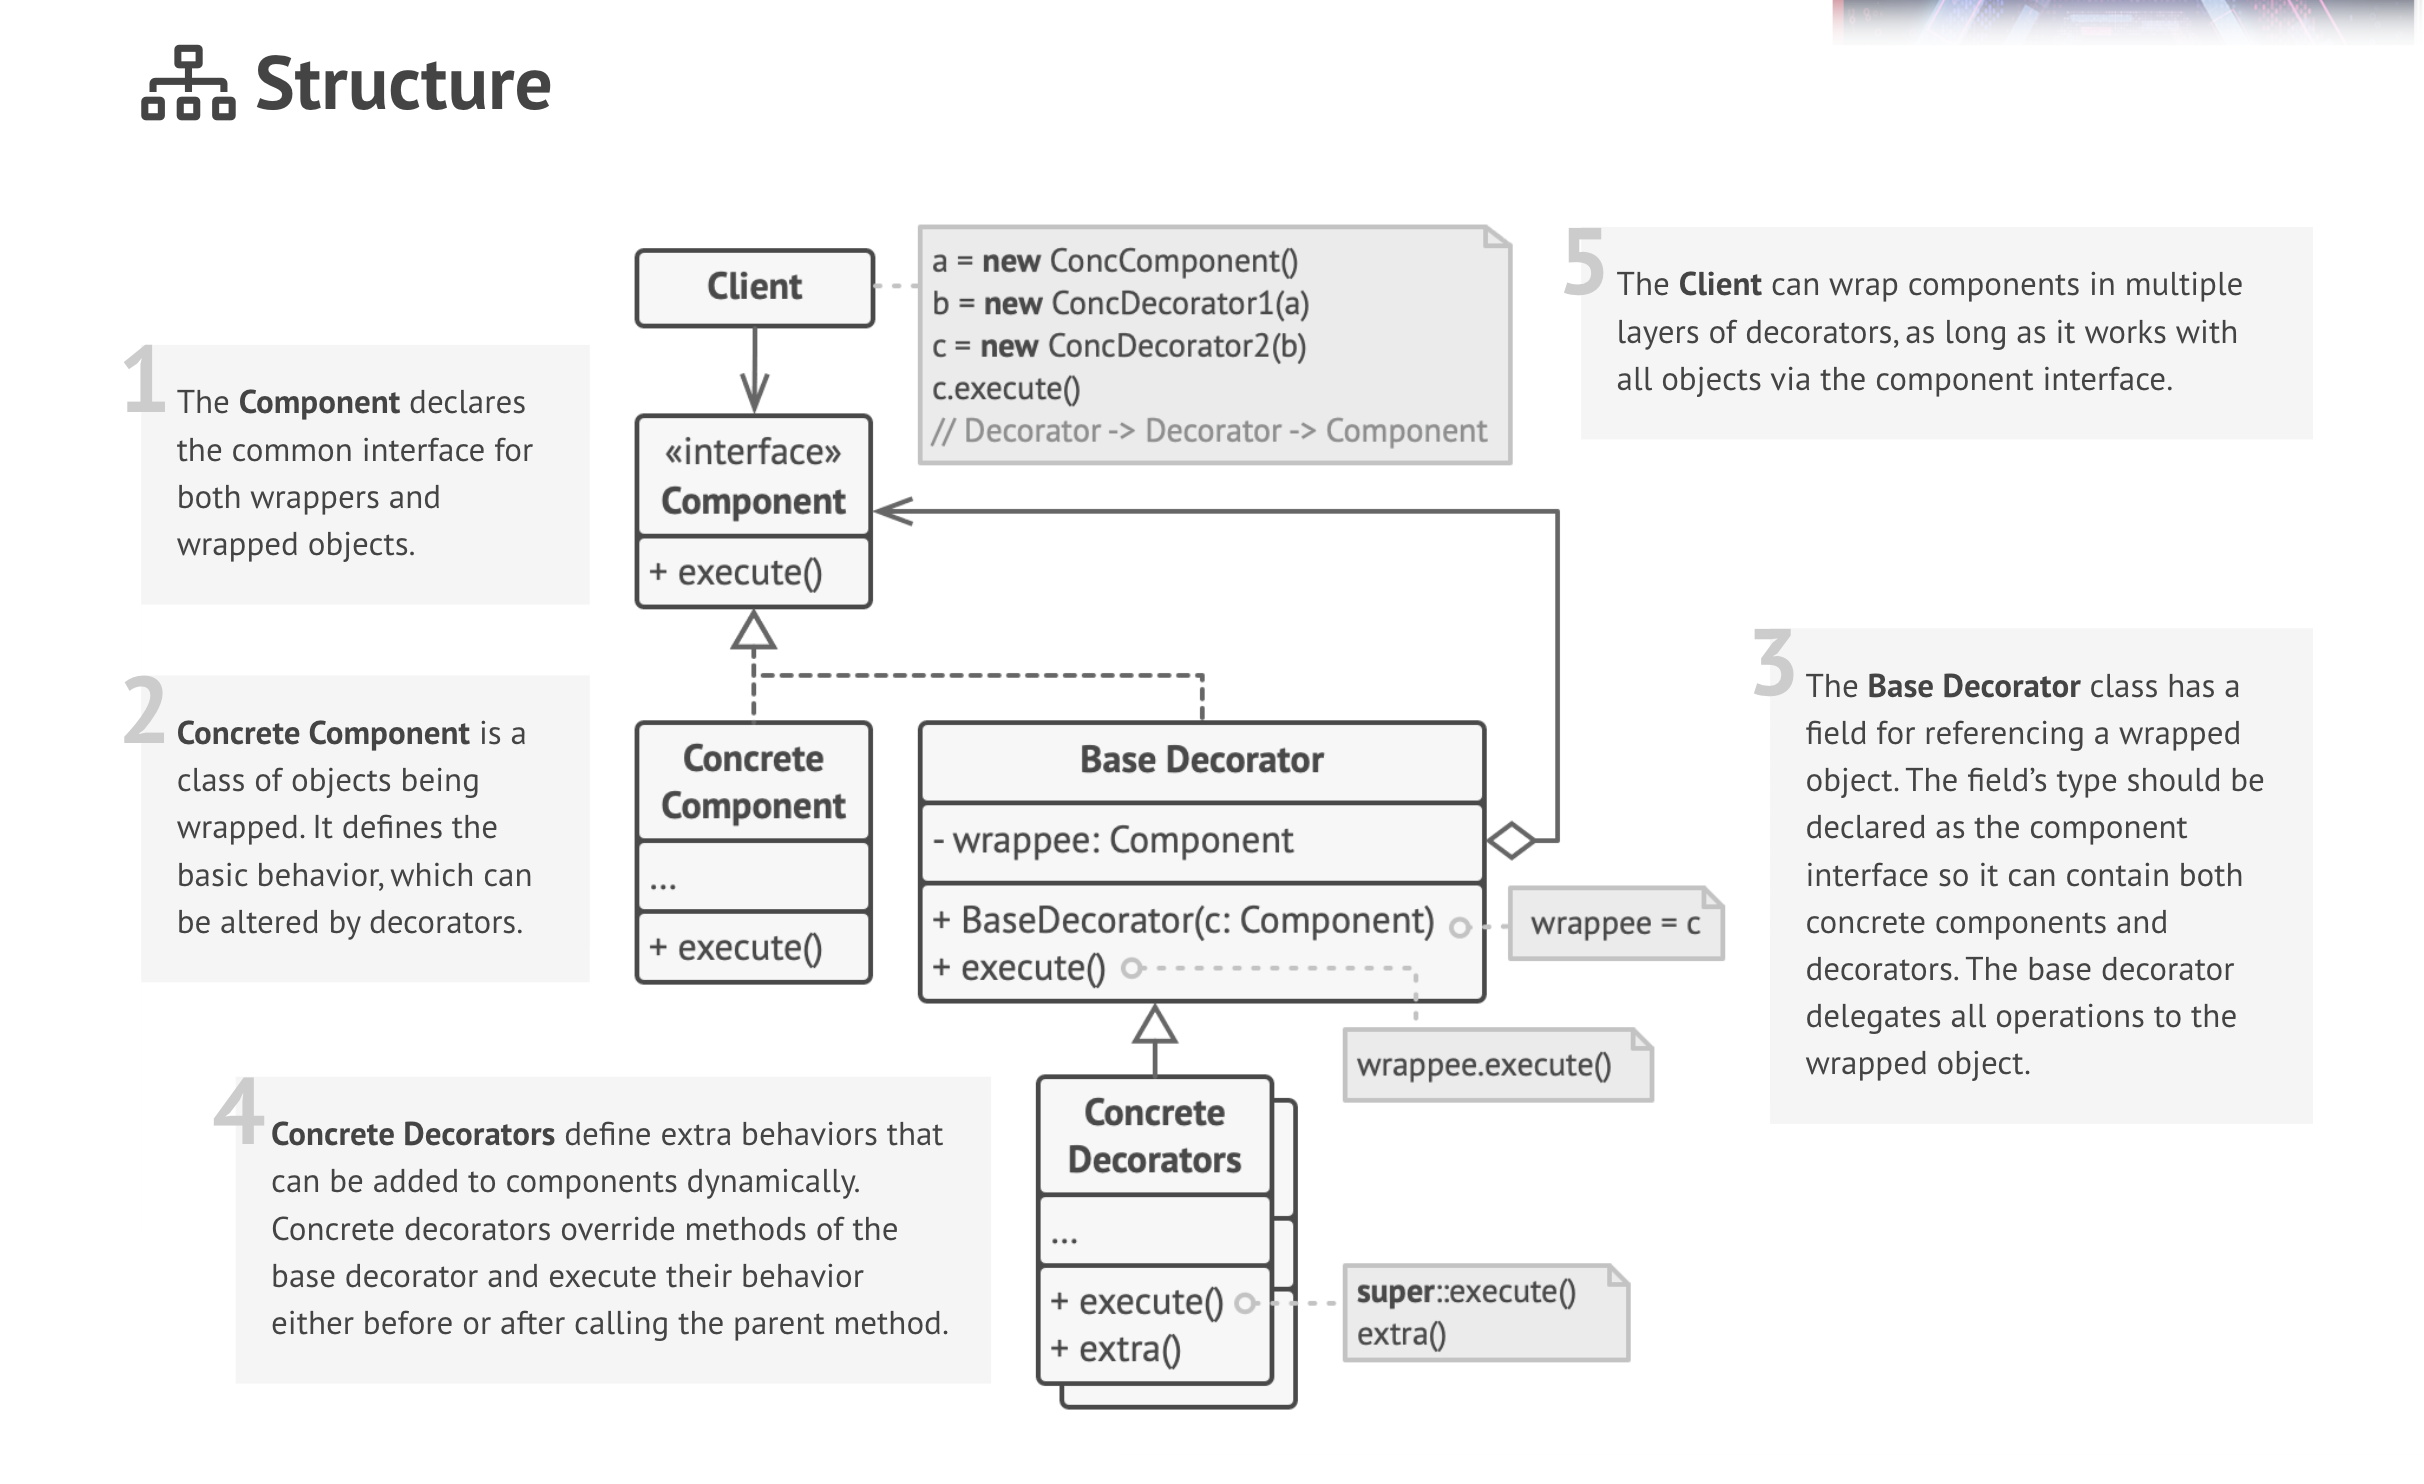 Structure
Client
a = new ConcComponent()
b = new ConcDecorator1(a)
c = new ConcDecorator2(b)
c.execute()
// Decorator -> Decorator -> Component
5
The Client can wrap components in multiple
layers of decorators, as long as it works with
all objects via the component interface.
1
The Component declares
the common interface for
both wrappers and
wrapped objects.
«interface»
Component
+ execute()
2
Concrete Component is a
class of objects being
wrapped. It defines the
basic behavior, which can
be altered by decorators.
Concrete
Component
...
+ execute()
Base Decorator
- wrappee: Component
+ BaseDecorator(c: Component)
+ execute()
wrappee = c
wrappee.execute()
3
The Base Decorator class has a
field for referencing a wrapped
object. The field’s type should be
declared as the component
interface so it can contain both
concrete components and
decorators. The base decorator
delegates all operations to the
wrapped object.
4
Concrete Decorators define extra behaviors that
can be added to components dynamically.
Concrete decorators override methods of the
base decorator and execute their behavior
either before or after calling the parent method.
Concrete
Decorators
...
+ execute()
+ extra()
super::execute()
extra()